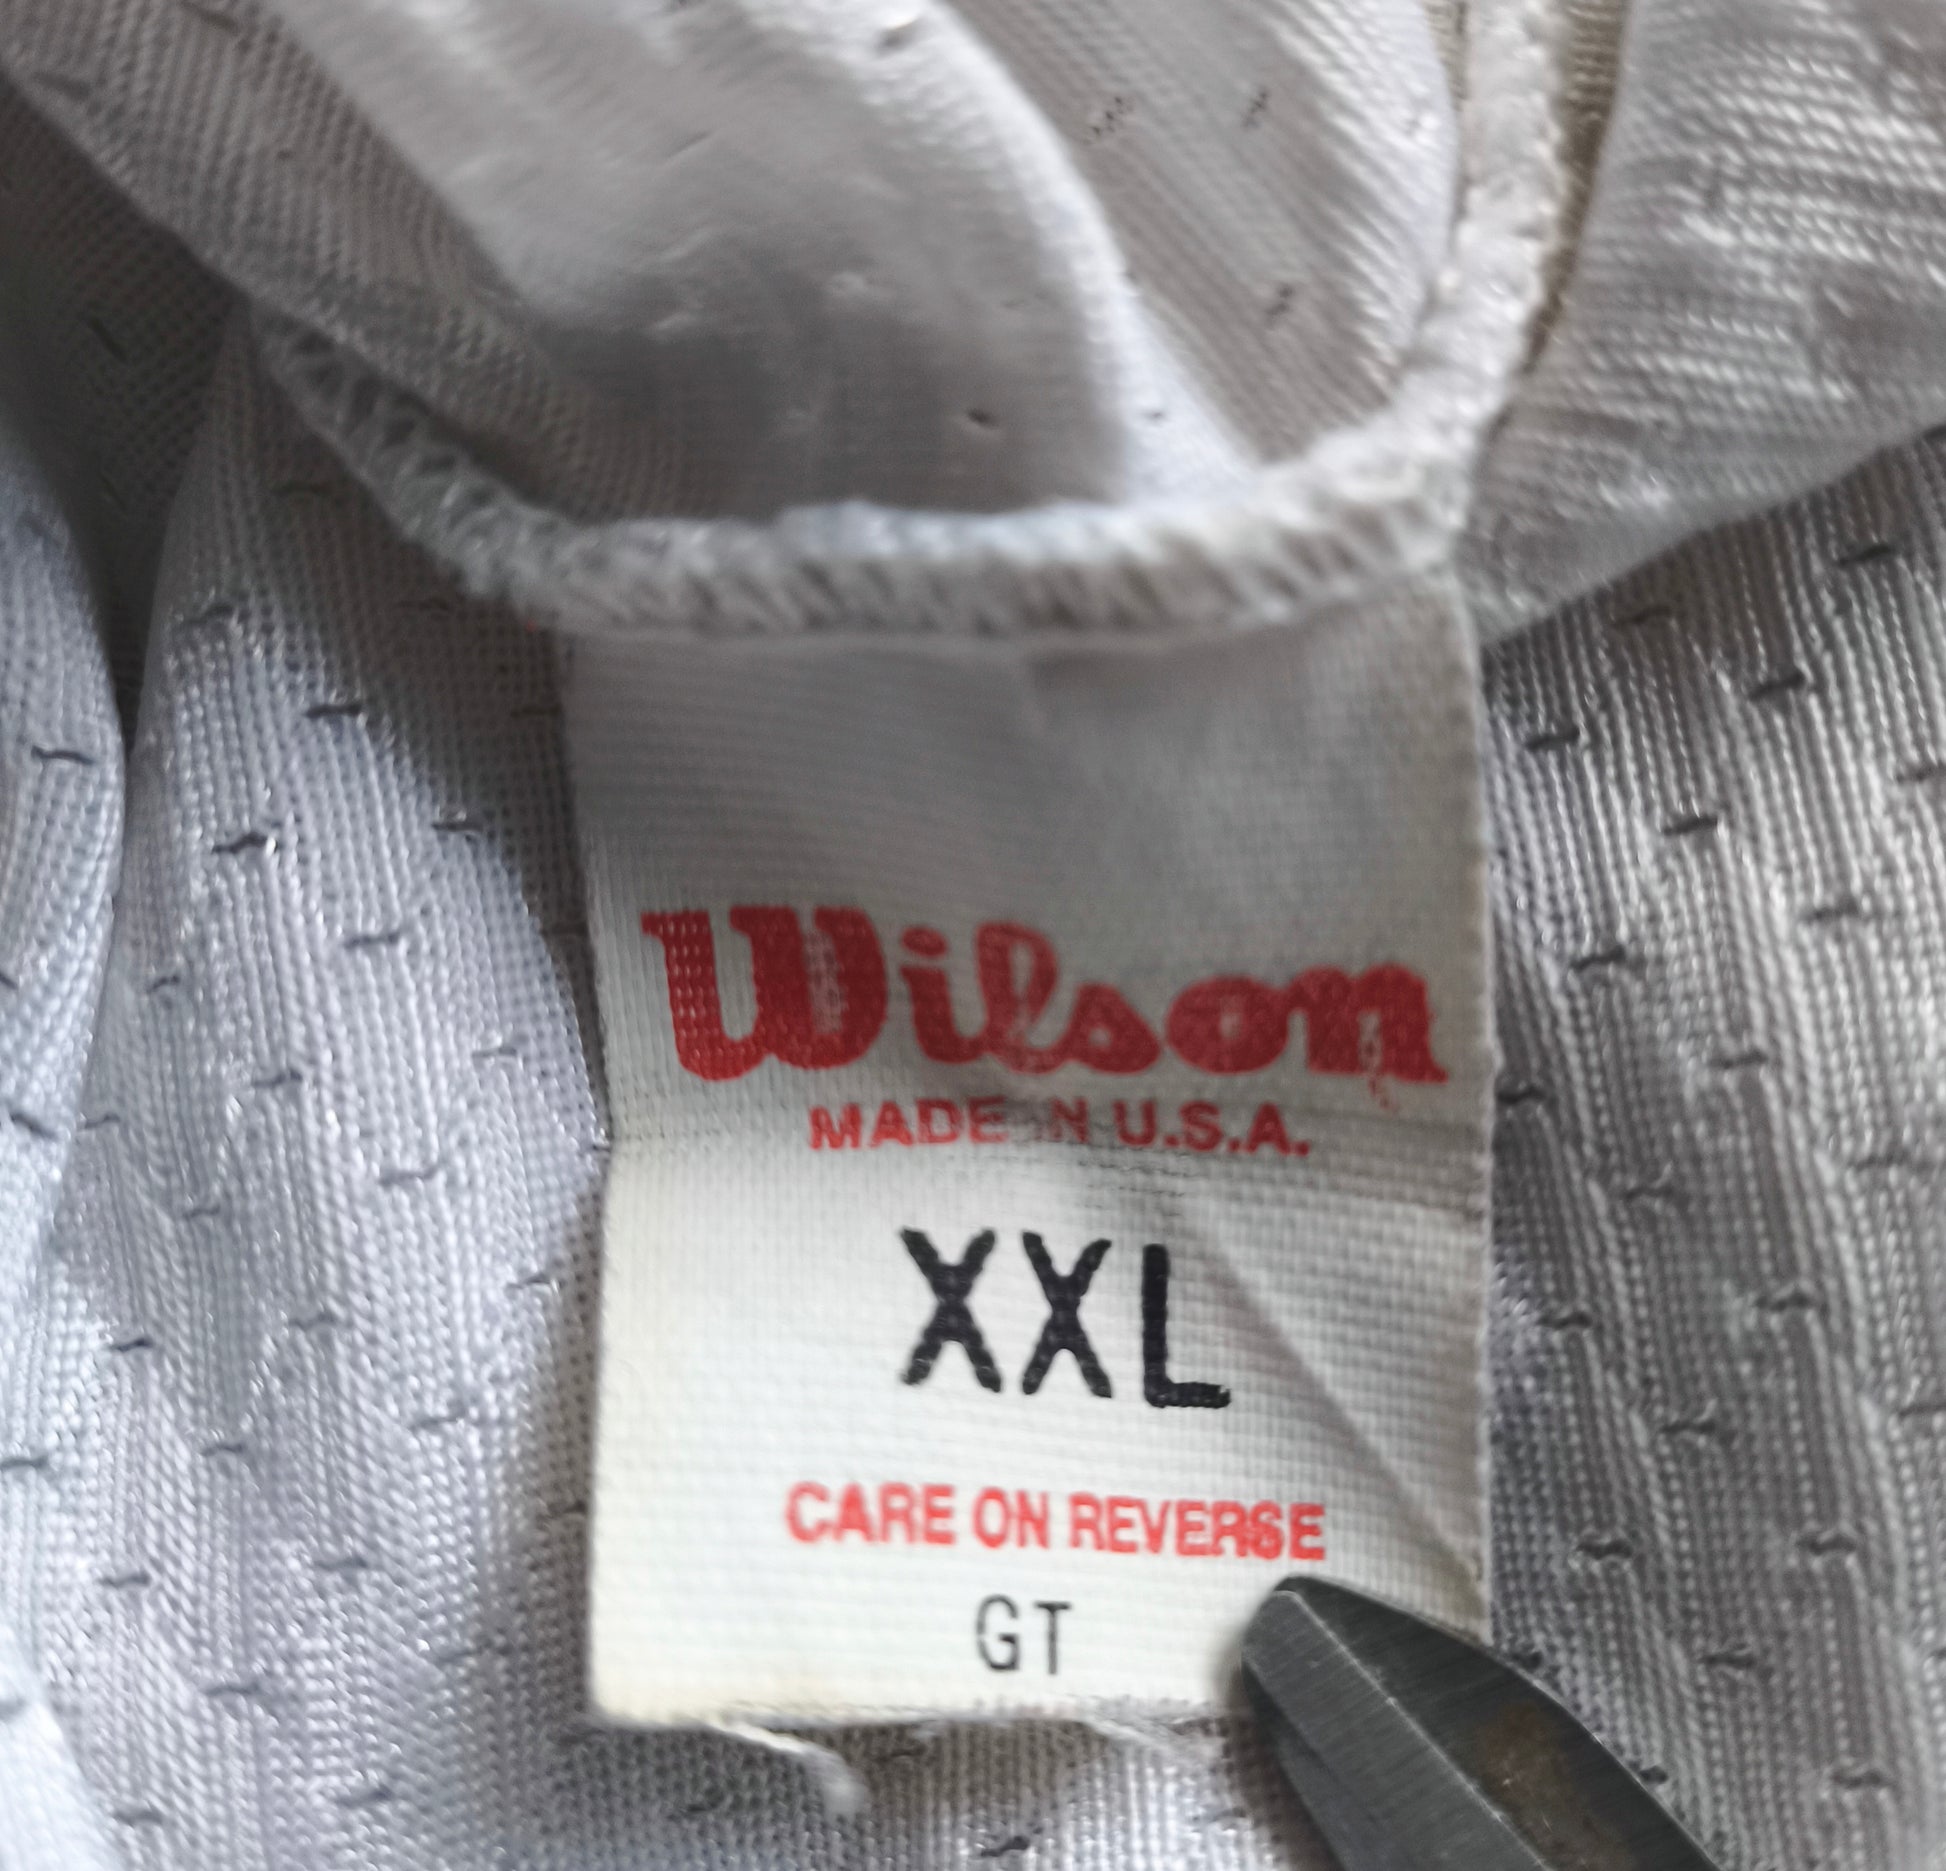 Wilson
MADE IN U.S.A.
XXL
CARE ON REVERSE
GT